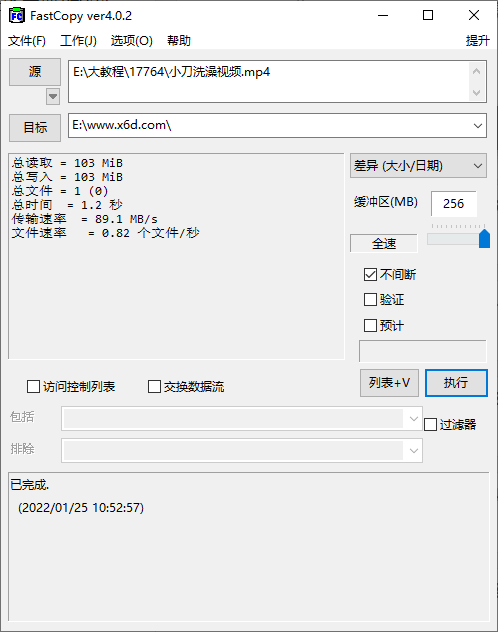 FastCopy ver4.0.2
文件(F) 工作(J) 选项(O) 帮助 提升
源 E:\大教程\17764\小刀洗澡视频.mp4
目标 E:\www.x6d.com\
总读取 = 103 MiB
总写入 = 103 MiB
总文件 = 1 (0)
总时间 = 1.2 秒
传输速率 = 89.1 MB/s
文件速率 = 0.82 个文件/秒
差异 (大小/日期)
缓冲区(MB) 256
全速
不间断
验证
预计
访问控制列表 交换数据流 列表+V 执行
包括
过滤器
排除
已完成.
(2022/01/25 10:52:57)